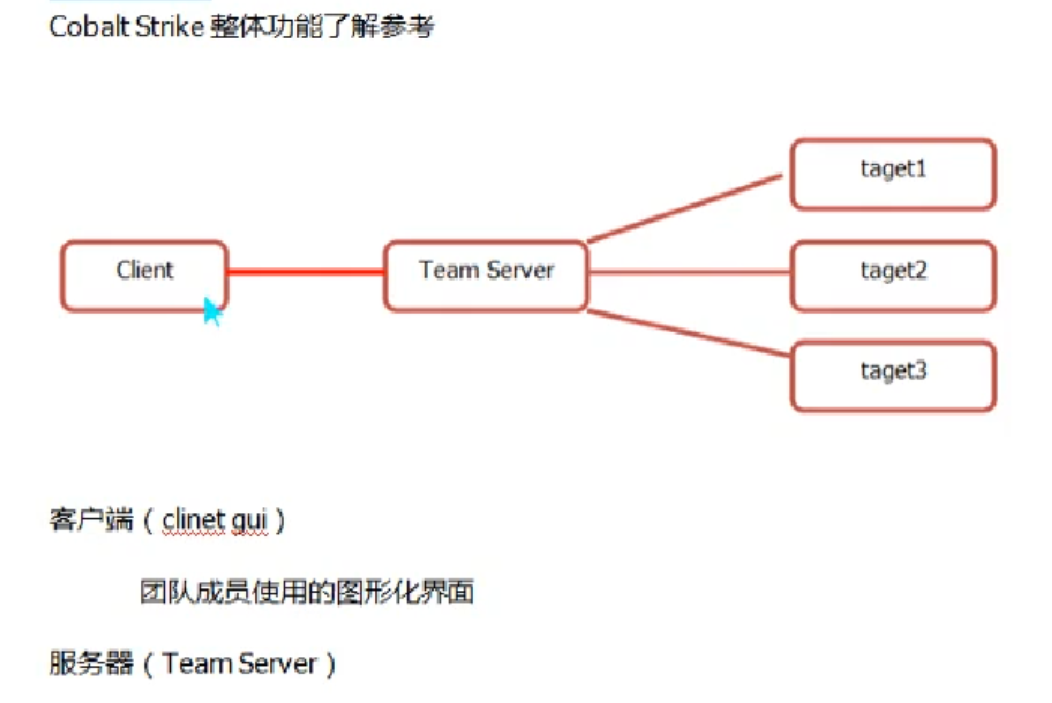 Cobalt Strike 整体功能了解参考
taget1
Client
Team Server
taget2
taget3
客户端（clinet gui）
团队成员使用的图形化界面
服务器（Team Server）